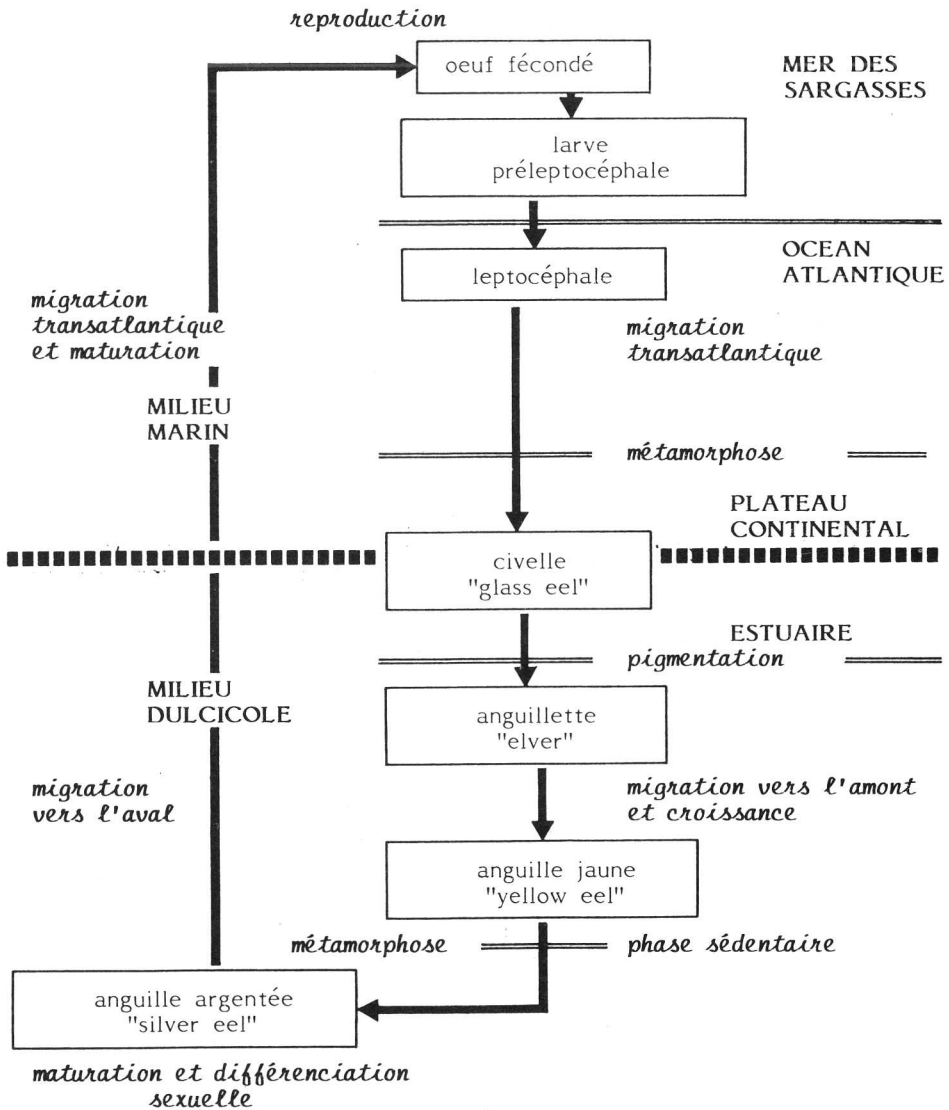 reproduction
oeuf fécondé
MER DES
SARGASSES
larve
préleptocéphale
OCEAN
ATLANTIQUE
leptocéphale
migration
transatlantique
et maturation
migration
transatlantique
MILIEU
MARIN
métamorphose
PLATEAU
CONTINENTAL
civelle
"glass eel"
ESTUAIRE
pigmentation
MILIEU
DULCICOLE
anguillette
"elver"
migration
vers l'aval
migration vers l'amont
et croissance
anguille jaune
"yellow eel"
métamorphose
phase sédentaire
anguille argentée
"silver eel"
maturation et différenciation
sexuelle